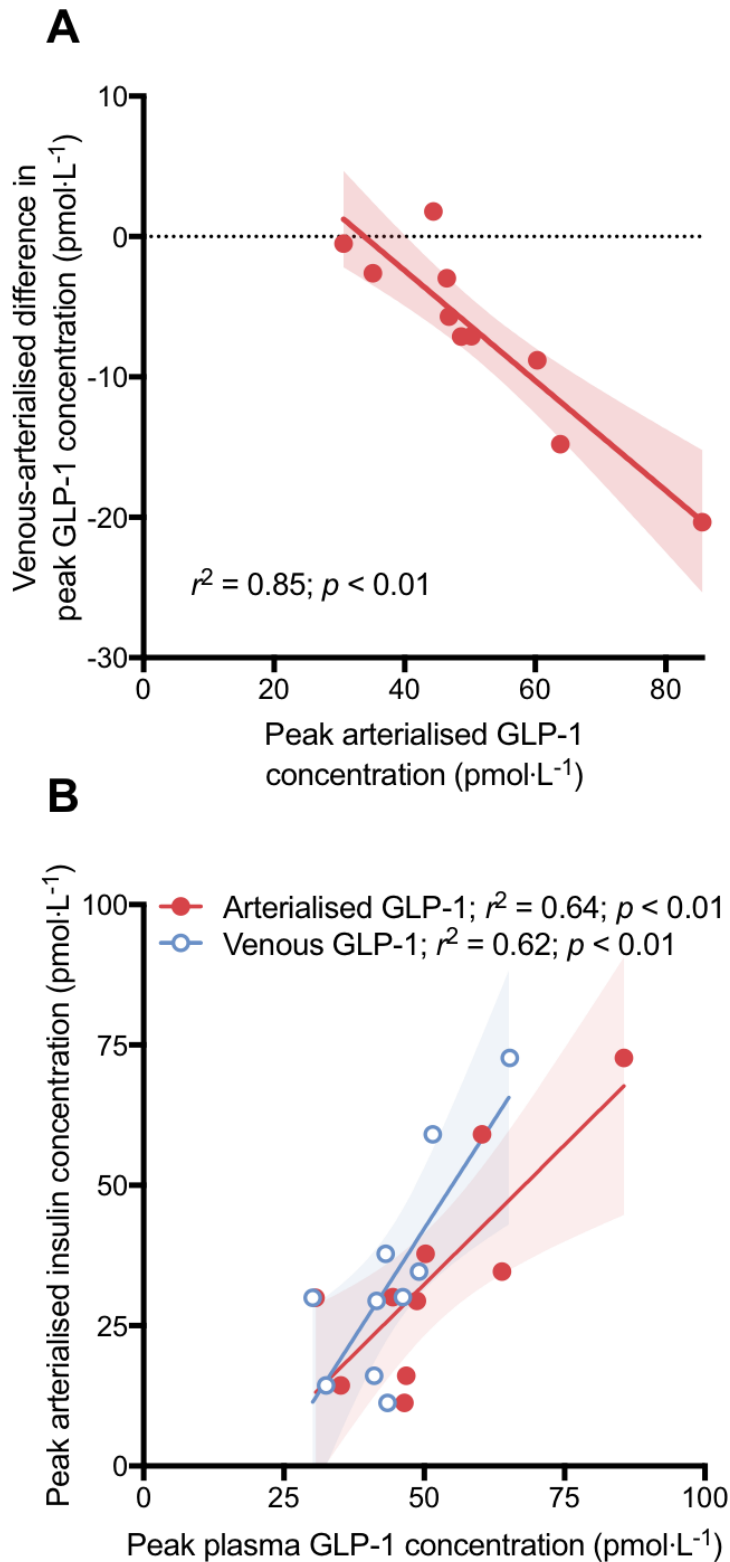 A
Venous-arterialised difference in
peak GLP-1 concentration (pmol·L-1)
10
0
-10
-20
-30
r2 = 0.85; p < 0.01
0 20 40 60 80
Peak arterialised GLP-1
concentration (pmol·L-1)
B
Peak arterialised insulin concentration (pmol·L-1)
100
75
50
25
0
Arterialised GLP-1; r2 = 0.64; p < 0.01
Venous GLP-1; r2 = 0.62; p < 0.01
0 25 50 75 100
Peak plasma GLP-1 concentration (pmol·L-1)